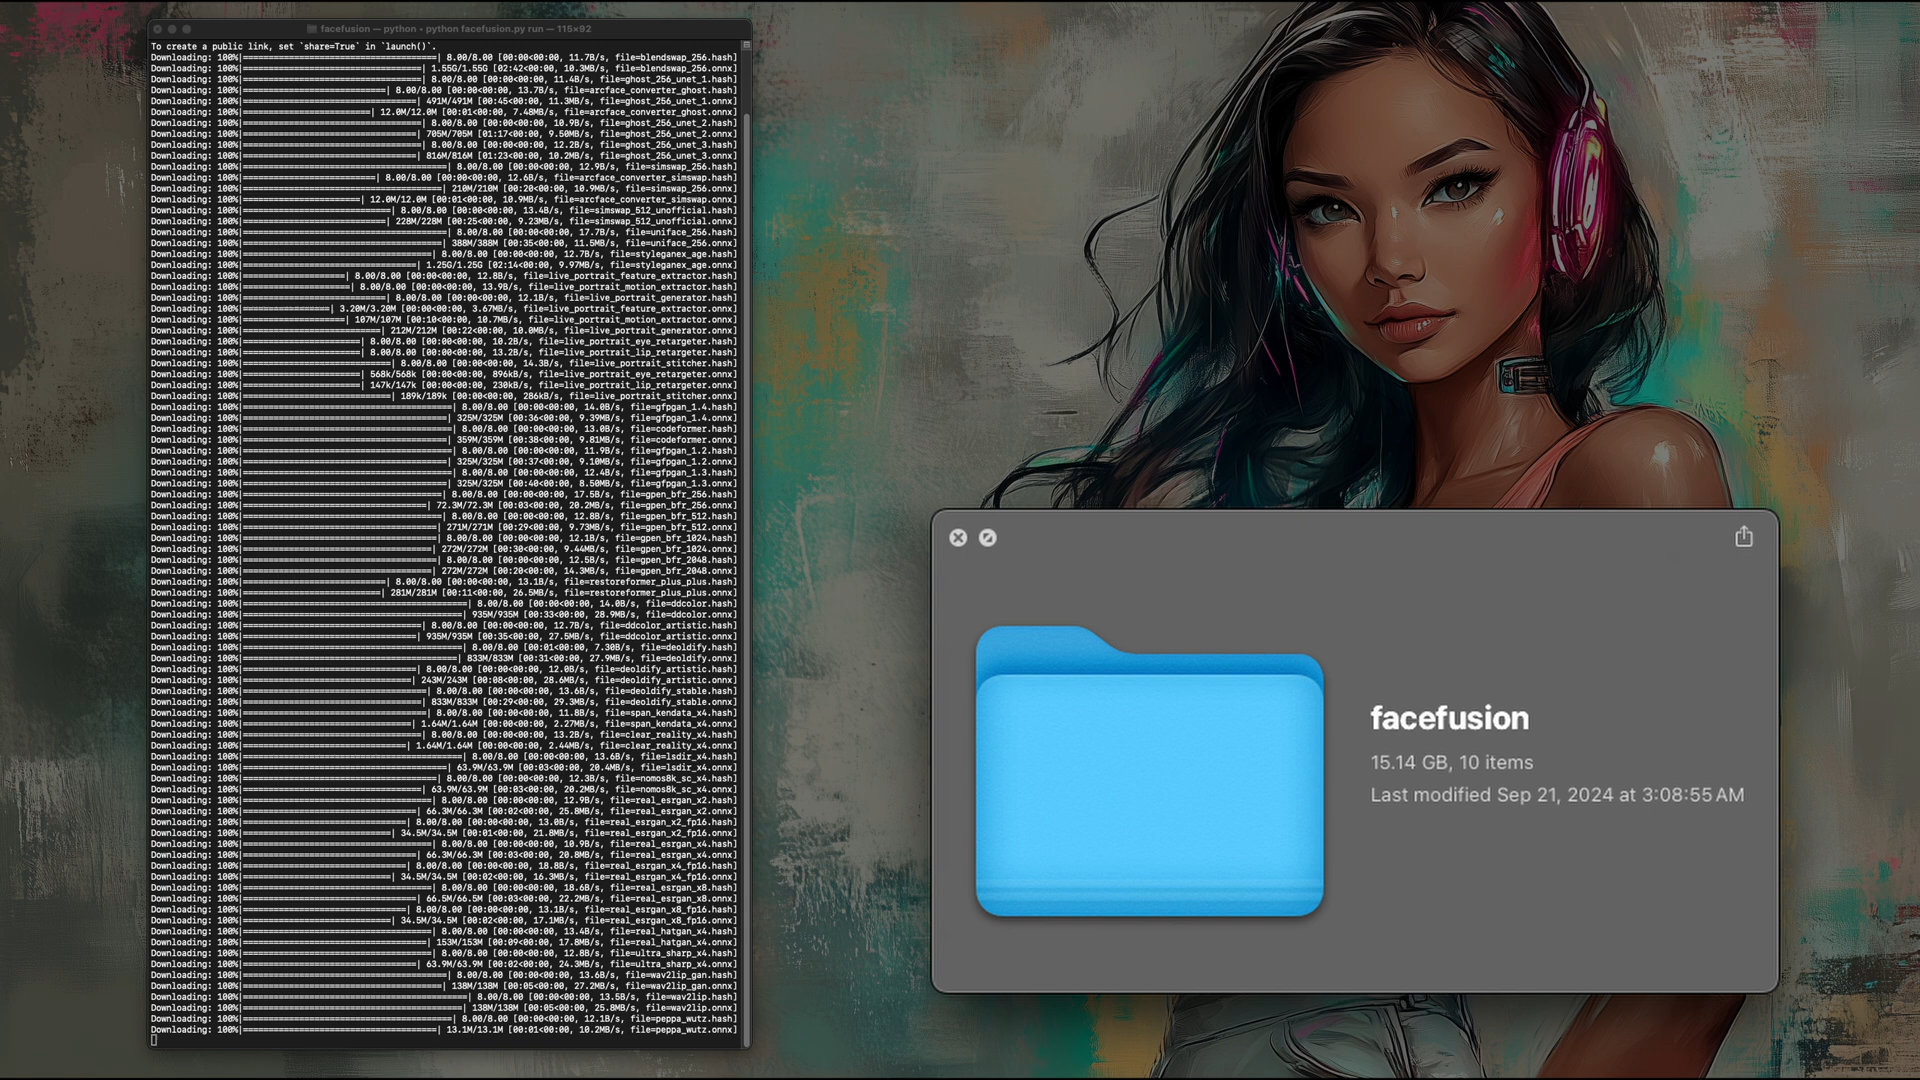 facefusion — python • python facefusion.py run — 115×92
To create a public link, set `share=True` in `launch()`.
Downloading: 100%|| 8.00/8.00 [00:00<00:00, 11.7B/s, file=blendswap_256.hash]
Downloading: 100%|| 1.55G/1.55G [02:42<00:00, 10.3MB/s, file=blendswap_256.onnx]
Downloading: 100%|| 8.00/8.00 [00:00<00:00, 11.4B/s, file=ghost_256_unet_1.hash]
Downloading: 100%|| 8.00/8.00 [00:00<00:00, 13.7B/s, file=arcface_converter_ghost.hash]
Downloading: 100%|| 491M/491M [00:45<00:00, 11.3MB/s, file=ghost_256_unet_1.onnx]
Downloading: 100%|| 12.0M/12.0M [00:01<00:00, 7.48MB/s, file=arcface_converter_ghost.onnx]
Downloading: 100%|| 8.00/8.00 [00:00<00:00, 10.9B/s, file=ghost_256_unet_2.hash]
Downloading: 100%|| 705M/705M [01:17<00:00, 9.50MB/s, file=ghost_256_unet_2.onnx]
Downloading: 100%|| 8.00/8.00 [00:00<00:00, 12.2B/s, file=ghost_256_unet_3.hash]
Downloading: 100%|| 816M/816M [01:23<00:00, 10.2MB/s, file=ghost_256_unet_3.onnx]
Downloading: 100%|| 8.00/8.00 [00:00<00:00, 12.9B/s, file=simswap_256.hash]
Downloading: 100%|| 8.00/8.00 [00:00<00:00, 12.6B/s, file=arcface_converter_simswap.hash]
Downloading: 100%|| 210M/210M [00:20<00:00, 10.9MB/s, file=simswap_256.onnx]
Downloading: 100%|| 12.0M/12.0M [00:01<00:00, 10.9MB/s, file=arcface_converter_simswap.onnx]
Downloading: 100%|| 8.00/8.00 [00:00<00:00, 13.4B/s, file=simswap_512_unofficial.hash]
Downloading: 100%|| 228M/228M [00:25<00:00, 9.23MB/s, file=simswap_512_unofficial.onnx]
Downloading: 100%|| 8.00/8.00 [00:00<00:00, 17.7B/s, file=uniface_256.hash]
Downloading: 100%|| 388M/388M [00:35<00:00, 11.5MB/s, file=uniface_256.onnx]
Downloading: 100%|| 8.00/8.00 [00:00<00:00, 12.7B/s, file=styleganex_age.hash]
Downloading: 100%|| 1.25G/1.25G [02:14<00:00, 9.97MB/s, file=styleganex_age.onnx]
Downloading: 100%|| 8.00/8.00 [00:00<00:00, 12.8B/s, file=live_portrait_feature_extractor.hash]
Downloading: 100%|| 8.00/8.00 [00:00<00:00, 13.9B/s, file=live_portrait_motion_extractor.hash]
Downloading: 100%|| 8.00/8.00 [00:00<00:00, 12.1B/s, file=live_portrait_generator.hash]
Downloading: 100%|| 3.20M/3.20M [00:00<00:00, 3.67MB/s, file=live_portrait_feature_extractor.onnx]
Downloading: 100%|| 107M/107M [00:10<00:00, 10.7MB/s, file=live_portrait_motion_extractor.onnx]
Downloading: 100%|| 212M/212M [00:22<00:00, 10.0MB/s, file=live_portrait_generator.onnx]
Downloading: 100%|| 8.00/8.00 [00:00<00:00, 10.2B/s, file=live_portrait_eye_retargeter.hash]
Downloading: 100%|| 8.00/8.00 [00:00<00:00, 13.2B/s, file=live_portrait_lip_retargeter.hash]
Downloading: 100%|| 8.00/8.00 [00:00<00:00, 14.3B/s, file=live_portrait_stitcher.hash]
Downloading: 100%|| 568k/568k [00:00<00:00, 896kB/s, file=live_portrait_eye_retargeter.onnx]
Downloading: 100%|| 147k/147k [00:00<00:00, 230kB/s, file=live_portrait_lip_retargeter.onnx]
Downloading: 100%|| 189k/189k [00:00<00:00, 286kB/s, file=live_portrait_stitcher.onnx]
Downloading: 100%|| 8.00/8.00 [00:00<00:00, 14.0B/s, file=gfpgan_1.4.hash]
Downloading: 100%|| 325M/325M [00:36<00:00, 9.39MB/s, file=gfpgan_1.4.onnx]
Downloading: 100%|| 8.00/8.00 [00:00<00:00, 13.0B/s, file=codeformer.hash]
Downloading: 100%|| 359M/359M [00:38<00:00, 9.81MB/s, file=codeformer.onnx]
Downloading: 100%|| 8.00/8.00 [00:00<00:00, 11.9B/s, file=gfpgan_1.2.hash]
Downloading: 100%|| 325M/325M [00:37<00:00, 9.10MB/s, file=gfpgan_1.2.onnx]
Downloading: 100%|| 8.00/8.00 [00:00<00:00, 12.4B/s, file=gfpgan_1.3.hash]
Downloading: 100%|| 325M/325M [00:40<00:00, 8.50MB/s, file=gfpgan_1.3.onnx]
Downloading: 100%|| 8.00/8.00 [00:00<00:00, 17.5B/s, file=gpen_bfr_256.hash]
Downloading: 100%|| 72.3M/72.3M [00:03<00:00, 20.2MB/s, file=gpen_bfr_256.onnx]
Downloading: 100%|| 8.00/8.00 [00:00<00:00, 12.8B/s, file=gpen_bfr_512.hash]
Downloading: 100%|| 271M/271M [00:29<00:00, 9.73MB/s, file=gpen_bfr_512.onnx]
Downloading: 100%|| 8.00/8.00 [00:00<00:00, 12.1B/s, file=gpen_bfr_1024.hash]
Downloading: 100%|| 272M/272M [00:30<00:00, 9.44MB/s, file=gpen_bfr_1024.onnx]
Downloading: 100%|| 8.00/8.00 [00:00<00:00, 12.5B/s, file=gpen_bfr_2048.hash]
Downloading: 100%|| 272M/272M [00:20<00:00, 14.3MB/s, file=gpen_bfr_2048.onnx]
Downloading: 100%|| 8.00/8.00 [00:00<00:00, 13.1B/s, file=restoreformer_plus_plus.hash]
Downloading: 100%|| 281M/281M [00:11<00:00, 26.5MB/s, file=restoreformer_plus_plus.onnx]
Downloading: 100%|| 8.00/8.00 [00:00<00:00, 14.0B/s, file=ddcolor.hash]
Downloading: 100%|| 935M/935M [00:33<00:00, 28.9MB/s, file=ddcolor.onnx]
Downloading: 100%|| 8.00/8.00 [00:00<00:00, 12.7B/s, file=ddcolor_artistic.hash]
Downloading: 100%|| 935M/935M [00:35<00:00, 27.5MB/s, file=ddcolor_artistic.onnx]
Downloading: 100%|| 8.00/8.00 [00:01<00:00, 7.30B/s, file=deoldify.hash]
Downloading: 100%|| 833M/833M [00:31<00:00, 27.9MB/s, file=deoldify.onnx]
Downloading: 100%|| 8.00/8.00 [00:00<00:00, 12.0B/s, file=deoldify_artistic.hash]
Downloading: 100%|| 243M/243M [00:08<00:00, 28.6MB/s, file=deoldify_artistic.onnx]
Downloading: 100%|| 8.00/8.00 [00:00<00:00, 13.6B/s, file=deoldify_stable.hash]
Downloading: 100%|| 833M/833M [00:29<00:00, 29.3MB/s, file=deoldify_stable.onnx]
Downloading: 100%|| 8.00/8.00 [00:00<00:00, 11.8B/s, file=span_kendata_x4.hash]
Downloading: 100%|| 1.64M/1.64M [00:00<00:00, 2.27MB/s, file=span_kendata_x4.onnx]
Downloading: 100%|| 8.00/8.00 [00:00<00:00, 13.2B/s, file=clear_reality_x4.hash]
Downloading: 100%|| 1.64M/1.64M [00:00<00:00, 2.44MB/s, file=clear_reality_x4.onnx]
Downloading: 100%|| 8.00/8.00 [00:00<00:00, 13.6B/s, file=lsdir_x4.hash]
Downloading: 100%|| 63.9M/63.9M [00:03<00:00, 20.4MB/s, file=lsdir_x4.onnx]
Downloading: 100%|| 8.00/8.00 [00:00<00:00, 12.3B/s, file=nomos8k_sc_x4.hash]
Downloading: 100%|| 63.9M/63.9M [00:03<00:00, 20.2MB/s, file=nomos8k_sc_x4.onnx]
Downloading: 100%|| 8.00/8.00 [00:00<00:00, 12.9B/s, file=real_esrgan_x2.hash]
Downloading: 100%|| 66.3M/66.3M [00:02<00:00, 25.8MB/s, file=real_esrgan_x2.onnx]
Downloading: 100%|| 8.00/8.00 [00:00<00:00, 13.0B/s, file=real_esrgan_x2_fp16.hash]
Downloading: 100%|| 34.5M/34.5M [00:01<00:00, 21.8MB/s, file=real_esrgan_x2_fp16.onnx]
Downloading: 100%|| 8.00/8.00 [00:00<00:00, 10.9B/s, file=real_esrgan_x4.hash]
Downloading: 100%|| 66.3M/66.3M [00:03<00:00, 20.8MB/s, file=real_esrgan_x4.onnx]
Downloading: 100%|| 8.00/8.00 [00:00<00:00, 18.8B/s, file=real_esrgan_x4_fp16.hash]
Downloading: 100%|| 34.5M/34.5M [00:02<00:00, 16.3MB/s, file=real_esrgan_x4_fp16.onnx]
Downloading: 100%|| 8.00/8.00 [00:00<00:00, 18.6B/s, file=real_esrgan_x8.hash]
Downloading: 100%|| 66.5M/66.5M [00:03<00:00, 22.2MB/s, file=real_esrgan_x8.onnx]
Downloading: 100%|| 8.00/8.00 [00:00<00:00, 13.1B/s, file=real_esrgan_x8_fp16.hash]
Downloading: 100%|| 34.5M/34.5M [00:02<00:00, 17.1MB/s, file=real_esrgan_x8_fp16.onnx]
Downloading: 100%|| 8.00/8.00 [00:00<00:00, 13.4B/s, file=real_hatgan_x4.hash]
Downloading: 100%|| 153M/153M [00:09<00:00, 17.8MB/s, file=real_hatgan_x4.onnx]
Downloading: 100%|| 8.00/8.00 [00:00<00:00, 12.8B/s, file=ultra_sharp_x4.hash]
Downloading: 100%|| 63.9M/63.9M [00:02<00:00, 24.3MB/s, file=ultra_sharp_x4.onnx]
Downloading: 100%|| 8.00/8.00 [00:00<00:00, 13.6B/s, file=wav2lip_gan.hash]
Downloading: 100%|| 138M/138M [00:05<00:00, 27.2MB/s, file=wav2lip_gan.onnx]
Downloading: 100%|| 8.00/8.00 [00:00<00:00, 13.5B/s, file=wav2lip.hash]
Downloading: 100%|| 138M/138M [00:05<00:00, 25.8MB/s, file=wav2lip.onnx]
Downloading: 100%|| 8.00/8.00 [00:00<00:00, 12.1B/s, file=peppa_wutz.hash]
Downloading: 100%|| 13.1M/13.1M [00:01<00:00, 10.2MB/s, file=peppa_wutz.onnx]
facefusion
15.14 GB, 10 items
Last modified Sep 21, 2024 at 3:08:55 AM